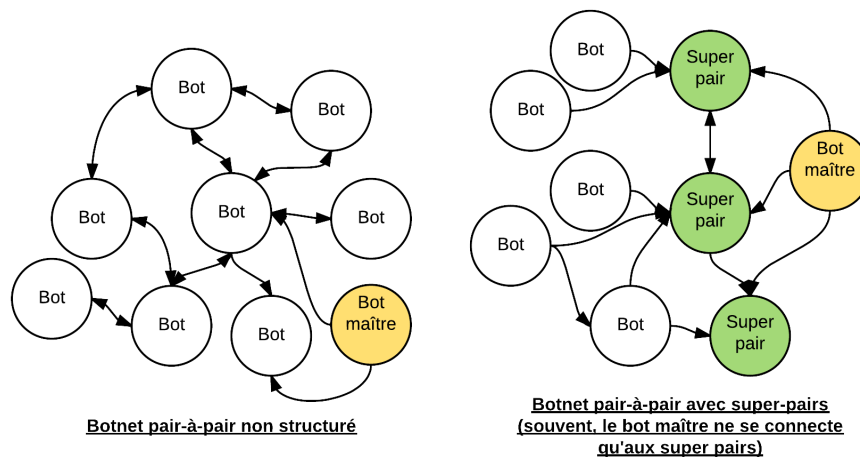 Bot
Bot
Bot
Bot
Bot
Bot
Bot
Bot
Bot
maître
Botnet pair-à-pair non structuré
Bot
Bot
Super
pair
Bot
maître
Bot
Super
pair
Bot
Bot
Super
pair
Botnet pair-à-pair avec super-pairs
(souvent, le bot maître ne se connecte
qu'aux super pairs)